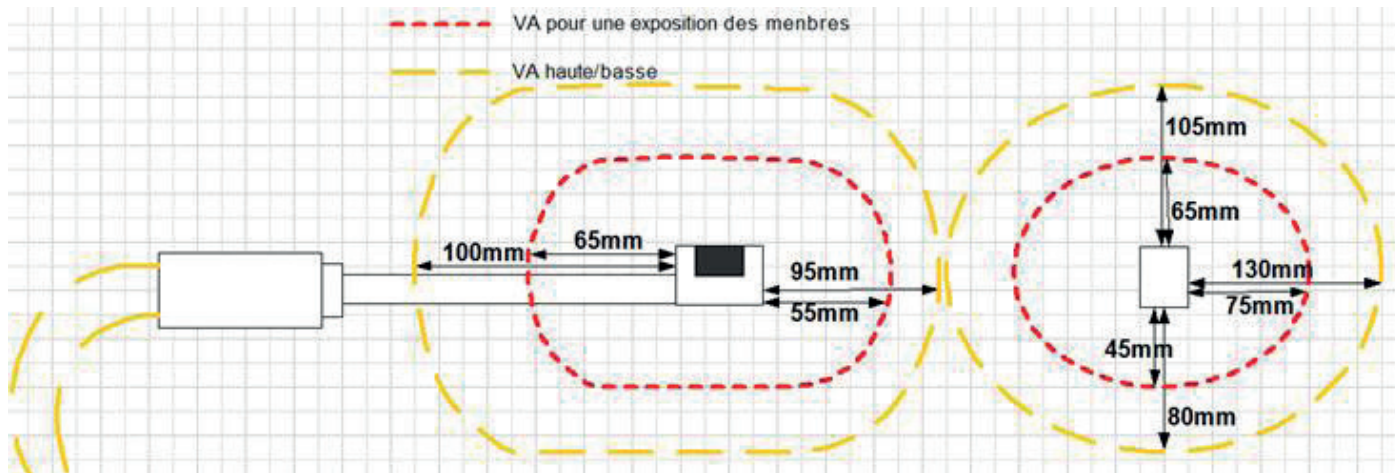 VA pour une exposition des menbres
VA haute/basse
105mm
65mm
65mm
100mm
95mm
130mm
55mm
75mm
45mm
80mm